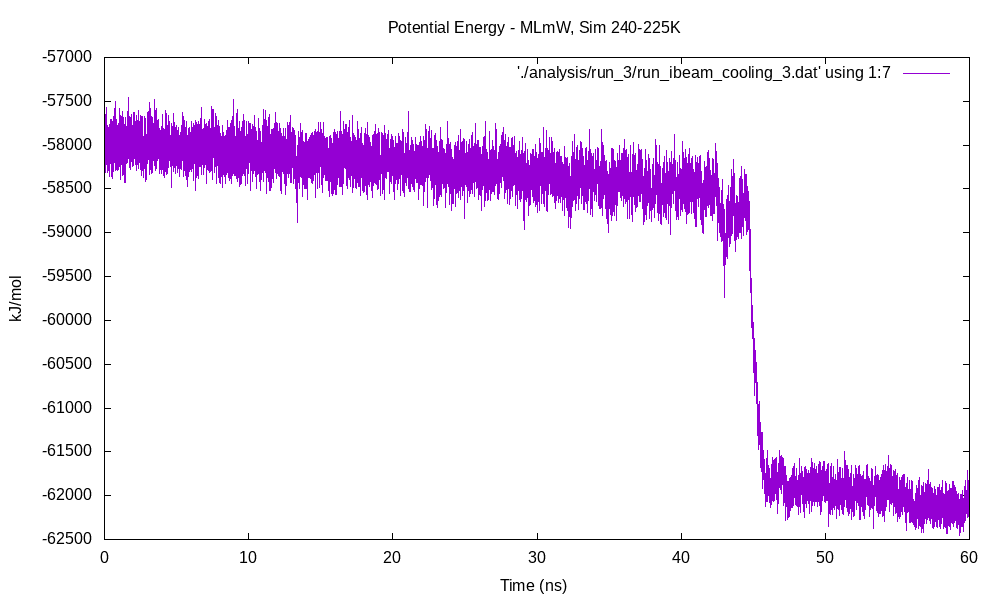 Potential Energy - MLmW, Sim 240-225K
'./analysis/run_3/run_ibeam_cooling_3.dat' using 1:7
-57000
-57500
-58000
-58500
-59000
-59500
-60000
-60500
-61000
-61500
-62000
-62500
kJ/mol
0 10 20 30 40 50 60
Time (ns)